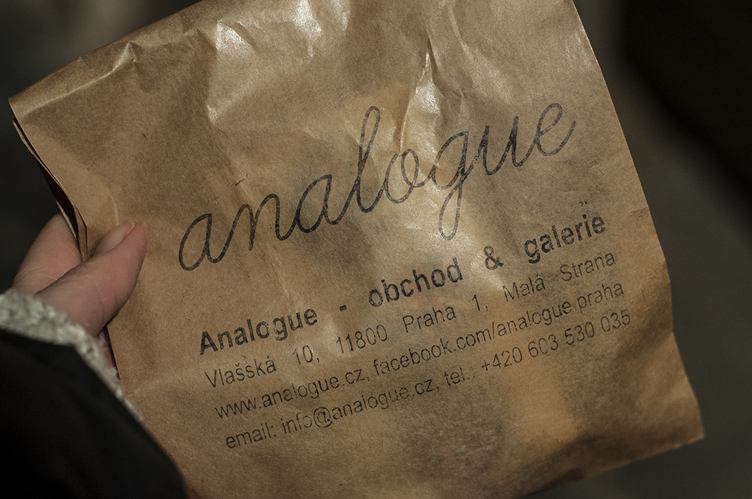 analogue
Analogue - obchod & galerie
Vlašská 10, 11800 Praha 1, Malá Strana
www.analogue.cz, facebook.com/analogue.praha
email: info@analogue.cz, tel.: +420 603 530 035